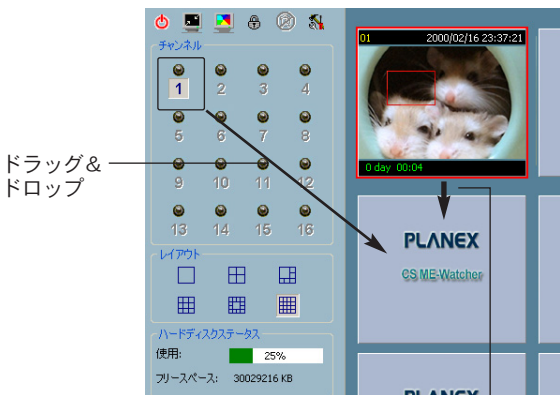 チャンネル
1 2 3 4
5 6 7 8
9 10 11 12
13 14 15 16
ドラッグ&
ドロップ
レイアウト
ハードディスクステータス
使用: 25%
フリースペース: 30029216 KB
01 2000/02/16 23:37:21
0 day 00:04
PLANEX
CS ME-Watcher
PLANEX